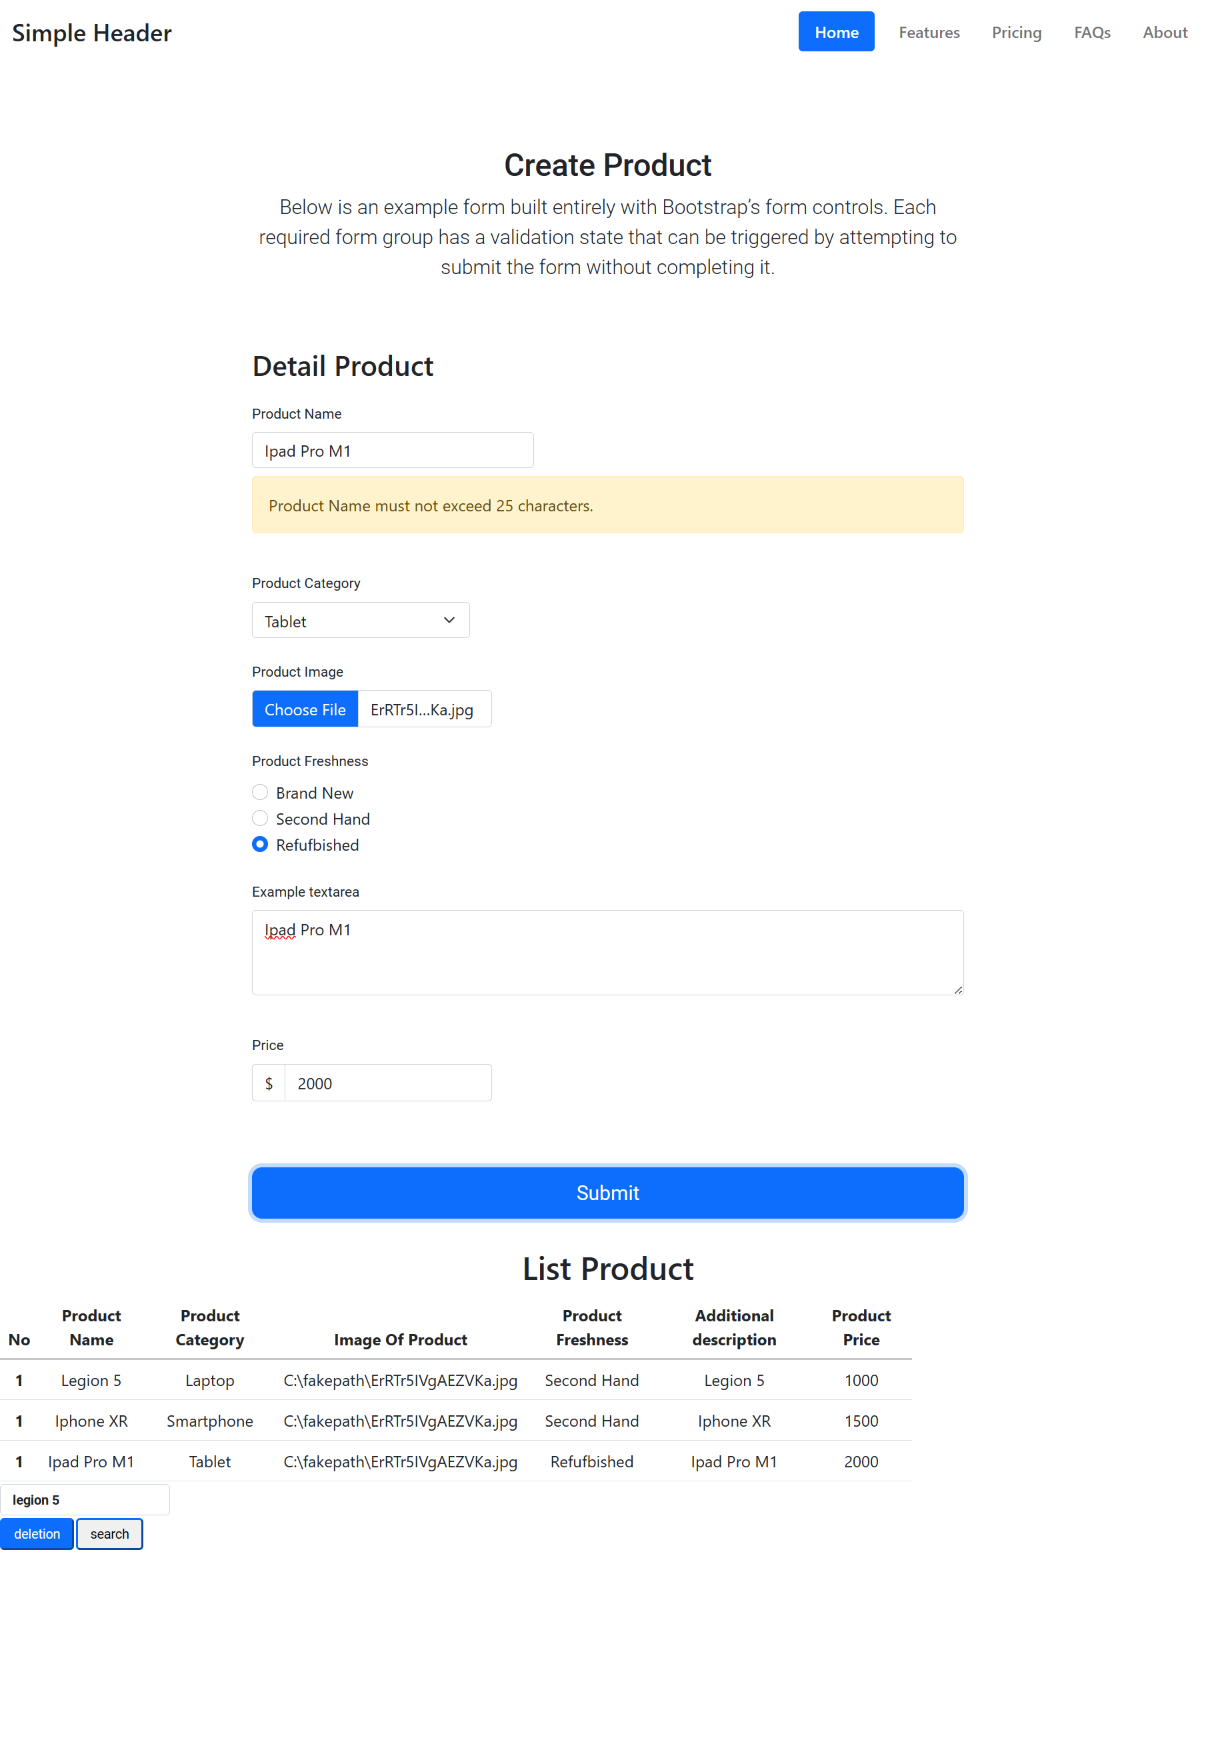 Simple Header
Home Features Pricing FAQs About
Create Product
Below is an example form built entirely with Bootstrap’s form controls. Each
required form group has a validation state that can be triggered by attempting to
submit the form without completing it.
Detail Product
Product Name
Ipad Pro M1
Product Name must not exceed 25 characters.
Product Category
Tablet
Product Image
Choose File ErRTr5I...Ka.jpg
Product Freshness
Brand New
Second Hand
Refufbished
Example textarea
Ipad Pro M1
Price
$ 2000
Submit
List Product
No Product Name Product Category Image Of Product Product Freshness Additional description Product Price
1 Legion 5 Laptop C:\fakepath\ErRTr5IVgAEZVKa.jpg Second Hand Legion 5 1000
1 Iphone XR Smartphone C:\fakepath\ErRTr5IVgAEZVKa.jpg Second Hand Iphone XR 1500
1 Ipad Pro M1 Tablet C:\fakepath\ErRTr5IVgAEZVKa.jpg Refufbished Ipad Pro M1 2000
legion 5
deletion search